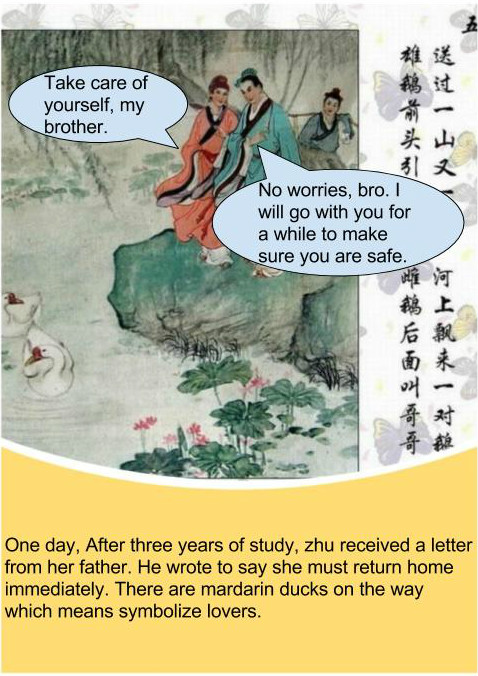 Take care of
yourself, my
brother.
No worries, bro. I
will go with you for
a while to make
sure you are safe.
五
送过一山又一
河上飘来一对鹅
雄鹅前头引
雌鹅后面叫哥哥
One day, After three years of study, zhu received a letter
from her father. He wrote to say she must return home
immediately. There are mardarin ducks on the way
which means symbolize lovers.